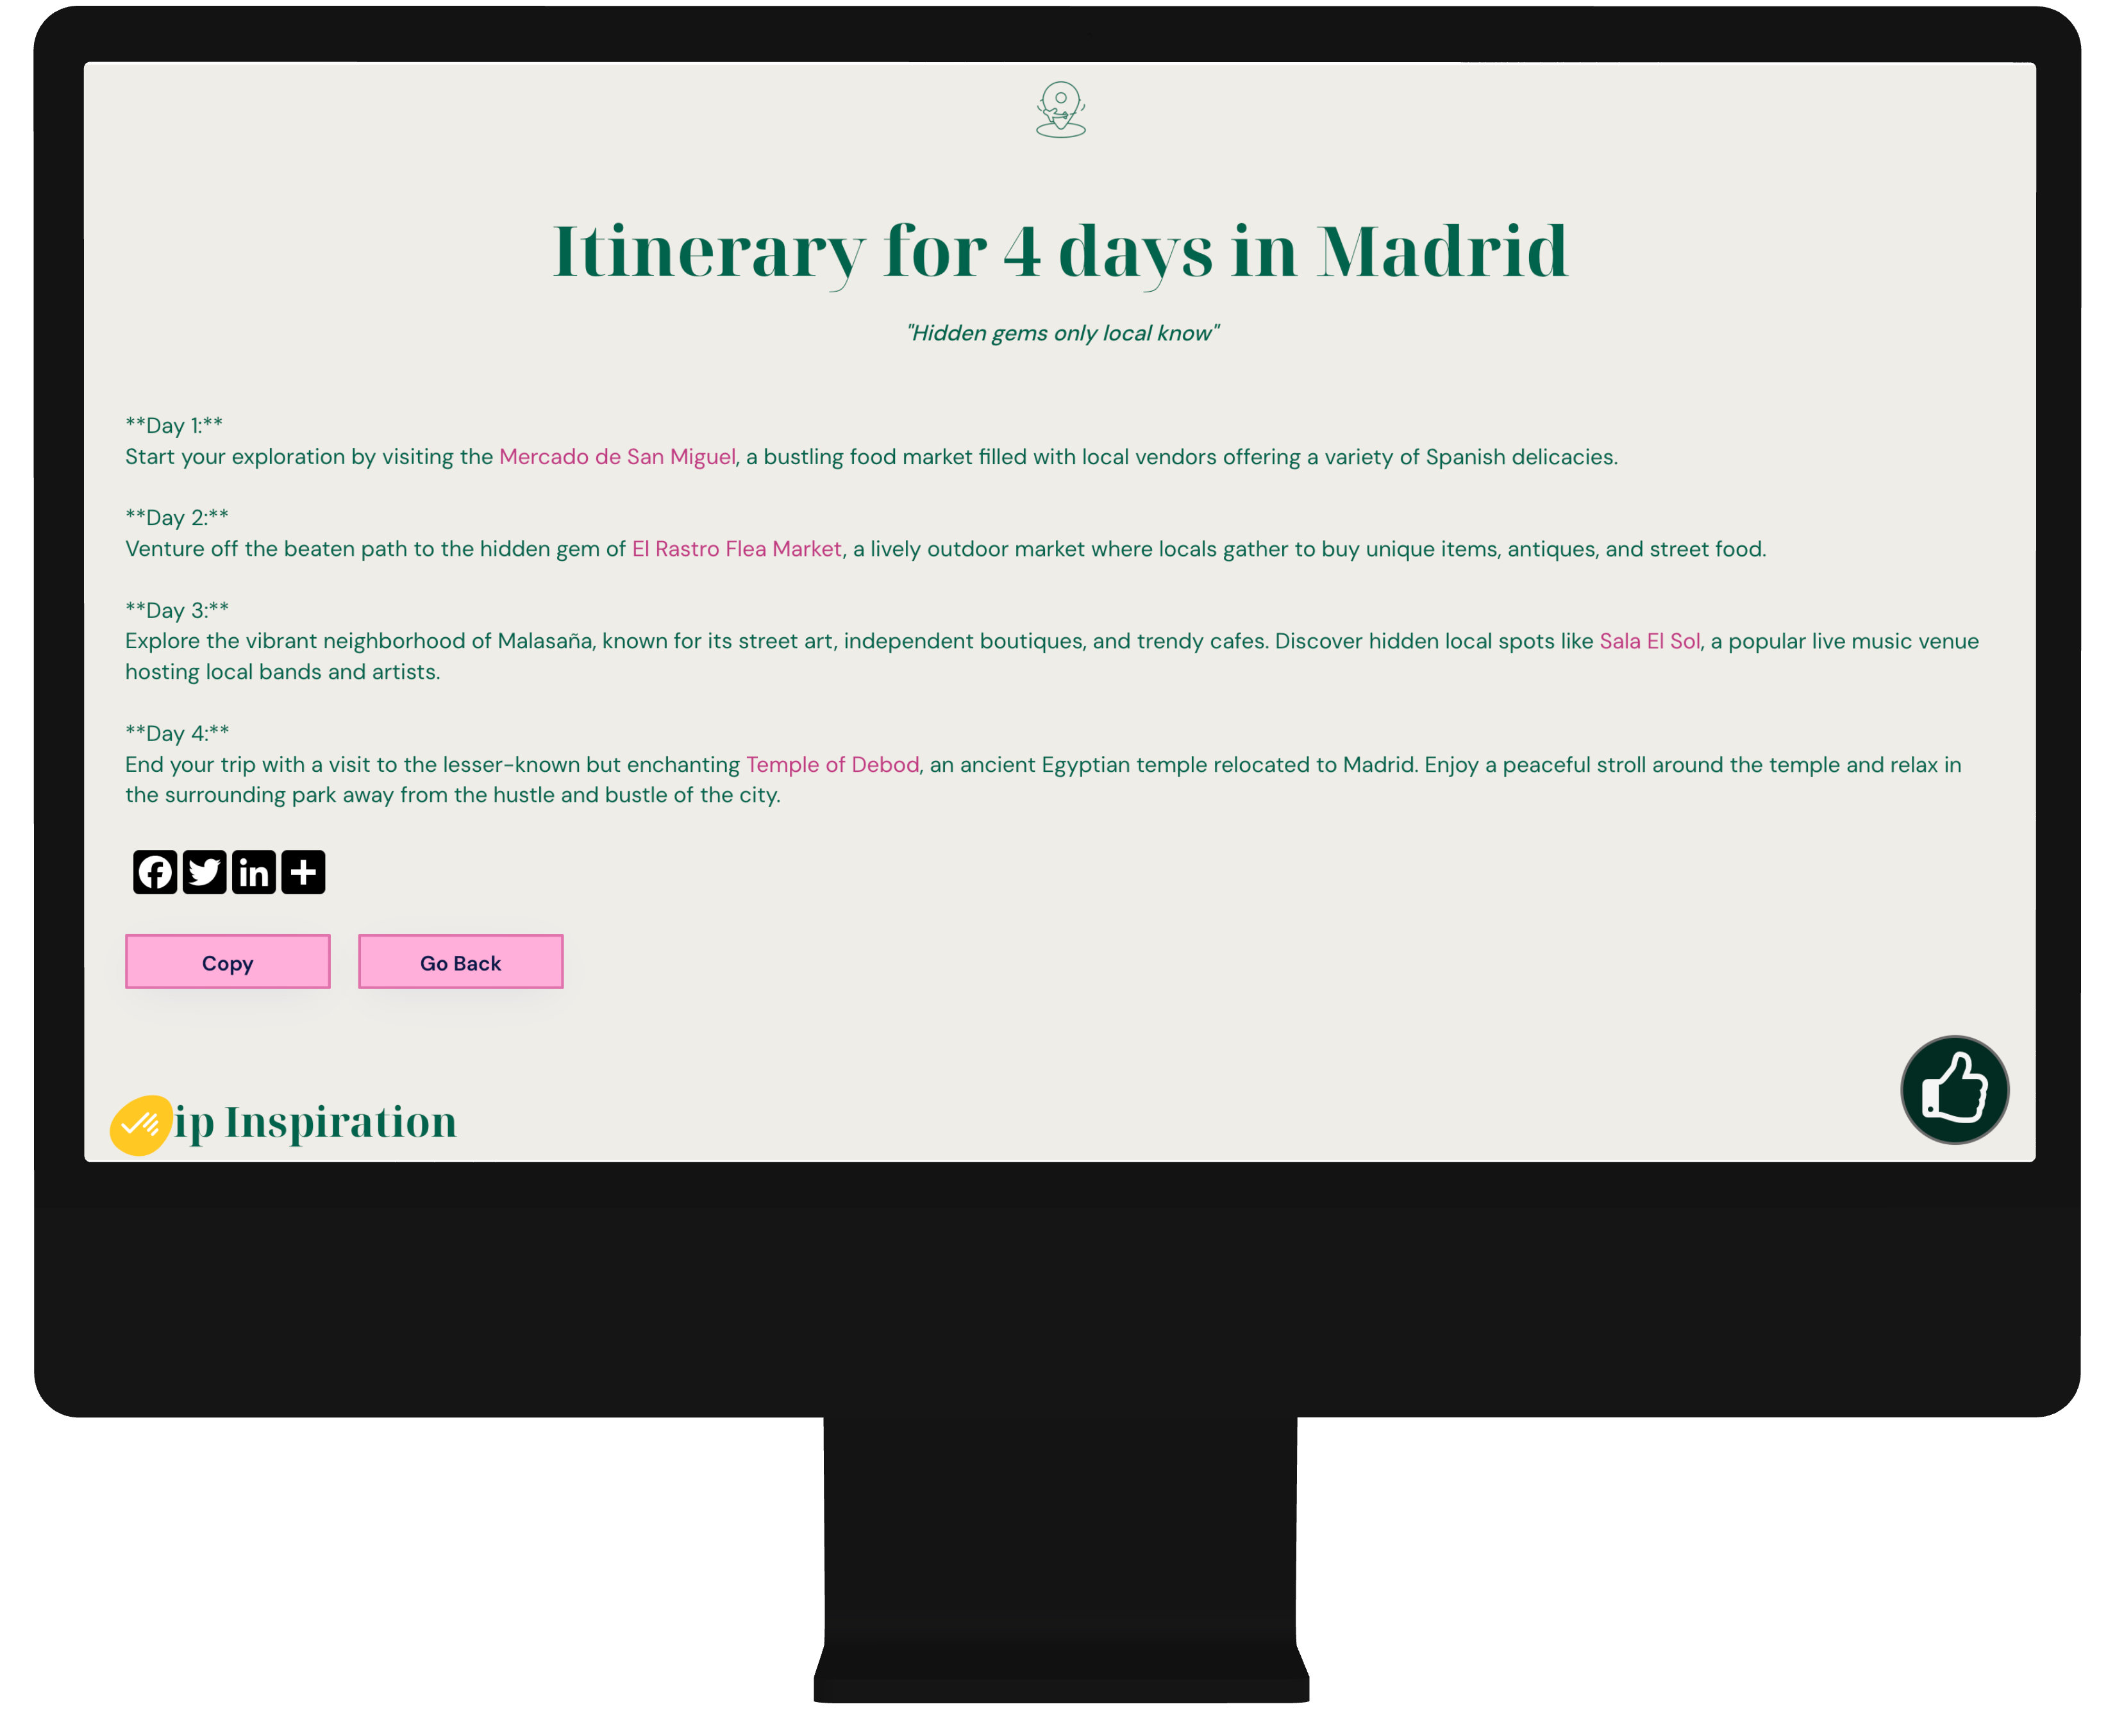 Itinerary for 4 days in Madrid
"Hidden gems only local know"
**Day 1:**
Start your exploration by visiting the Mercado de San Miguel, a bustling food market filled with local vendors offering a variety of Spanish delicacies.
**Day 2:**
Venture off the beaten path to the hidden gem of El Rastro Flea Market, a lively outdoor market where locals gather to buy unique items, antiques, and street food.
**Day 3:**
Explore the vibrant neighborhood of Malasaña, known for its street art, independent boutiques, and trendy cafes. Discover hidden local spots like Sala El Sol, a popular live music venue
hosting local bands and artists.
**Day 4:**
End your trip with a visit to the lesser-known but enchanting Temple of Debod, an ancient Egyptian temple relocated to Madrid. Enjoy a peaceful stroll around the temple and relax in
the surrounding park away from the hustle and bustle of the city.
Copy
Go Back
ip Inspiration